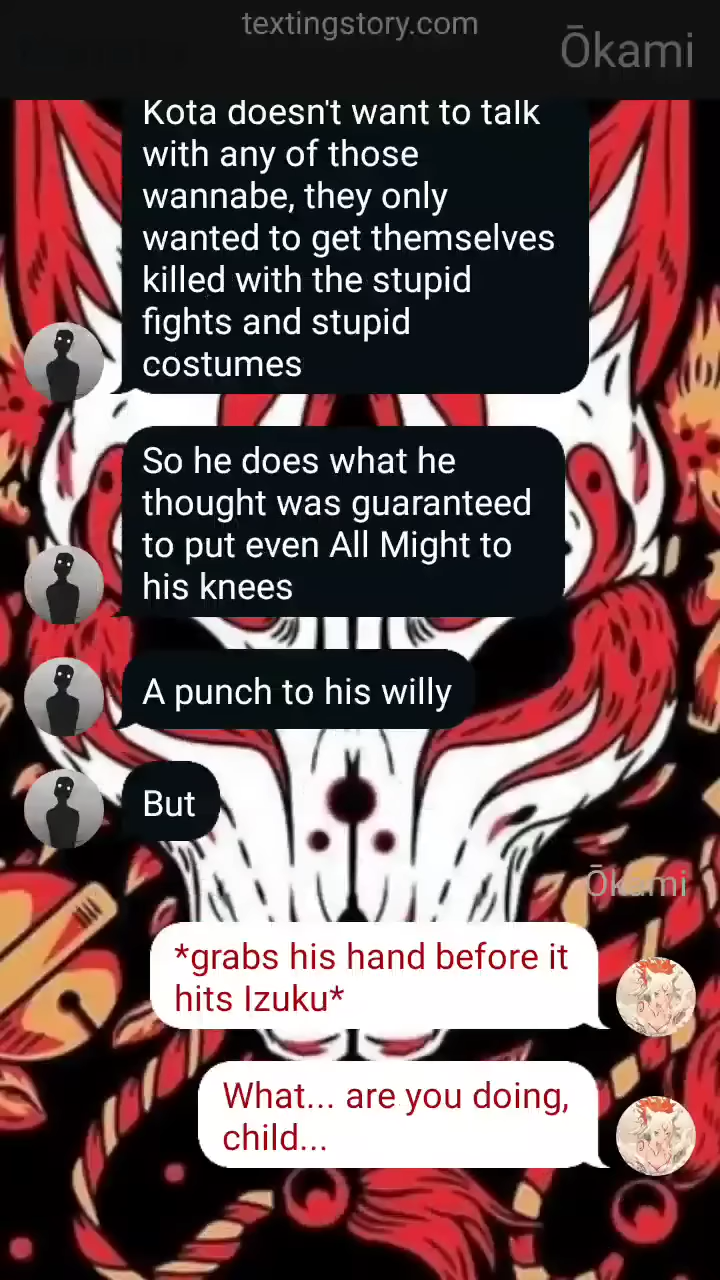 textingstory.com
Ōkami
Kota doesn't want to talk
with any of those
wannabe, they only
wanted to get themselves
killed with the stupid
fights and stupid
costumes
So he does what he
thought was guaranteed
to put even All Might to
his knees
A punch to his willy
But
Ōkami
*grabs his hand before it
hits Izuku*
What... are you doing,
child...